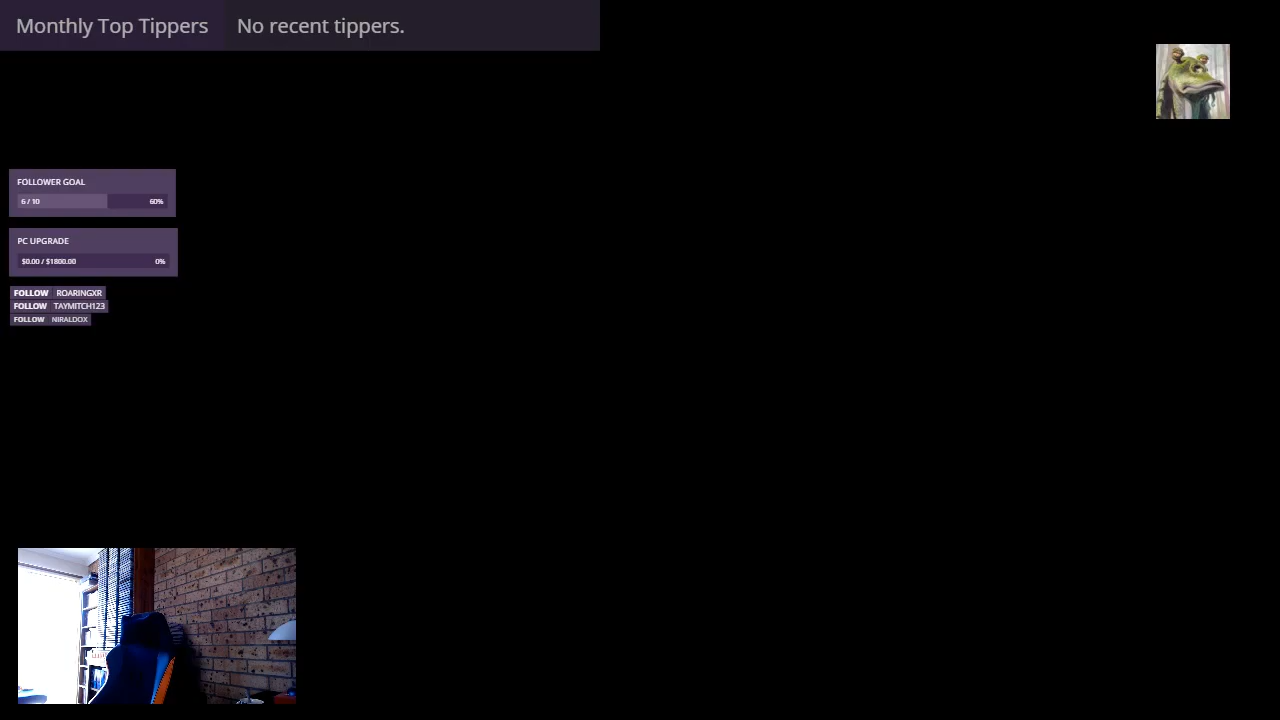 Monthly Top Tippers No recent tippers.
FOLLOWER GOAL
6 / 10 60%
PC UPGRADE
$0.00 / $1800.00 0%
FOLLOW ROARINGXR
FOLLOW TAYMITCH123
FOLLOW NIRALDOX